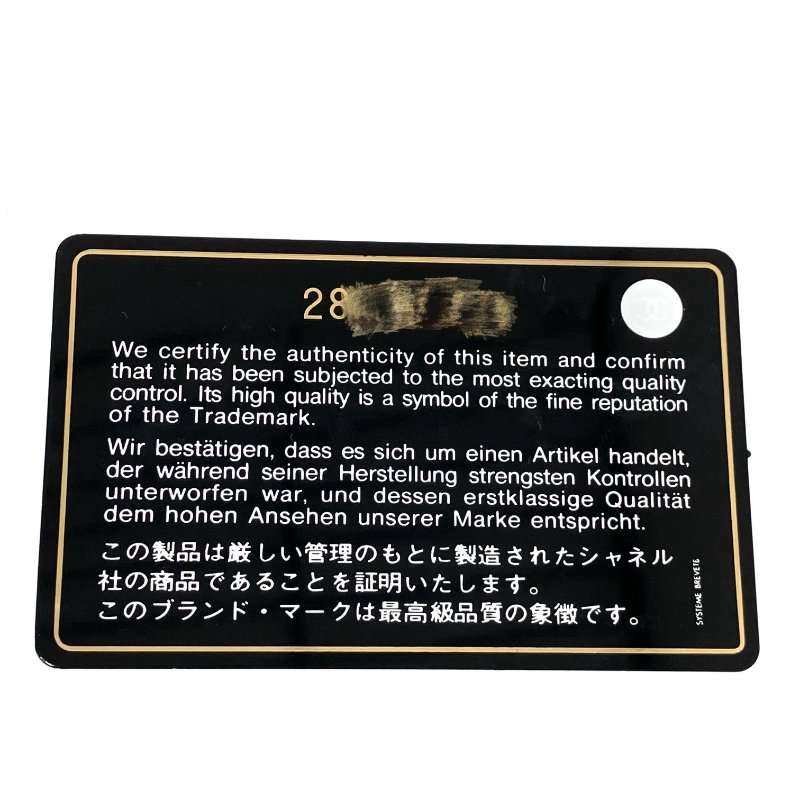 28
We certify the authenticity of this item and confirm
that it has been subjected to the most exacting quality
control. Its high quality is a symbol of the fine reputation
of the Trademark.
Wir bestätigen, dass es sich um einen Artikel handelt,
der während seiner Herstellung strengsten Kontrollen
unterworfen war, und dessen erstklassige Qualität
dem hohen Ansehen unserer Marke entspricht.
この製品は厳しい管理のもとに製造されたシャネル
社の商品であることを証明いたします。
このブランド・マークは最高級品質の象徴です。
SYSTEME BREVETE